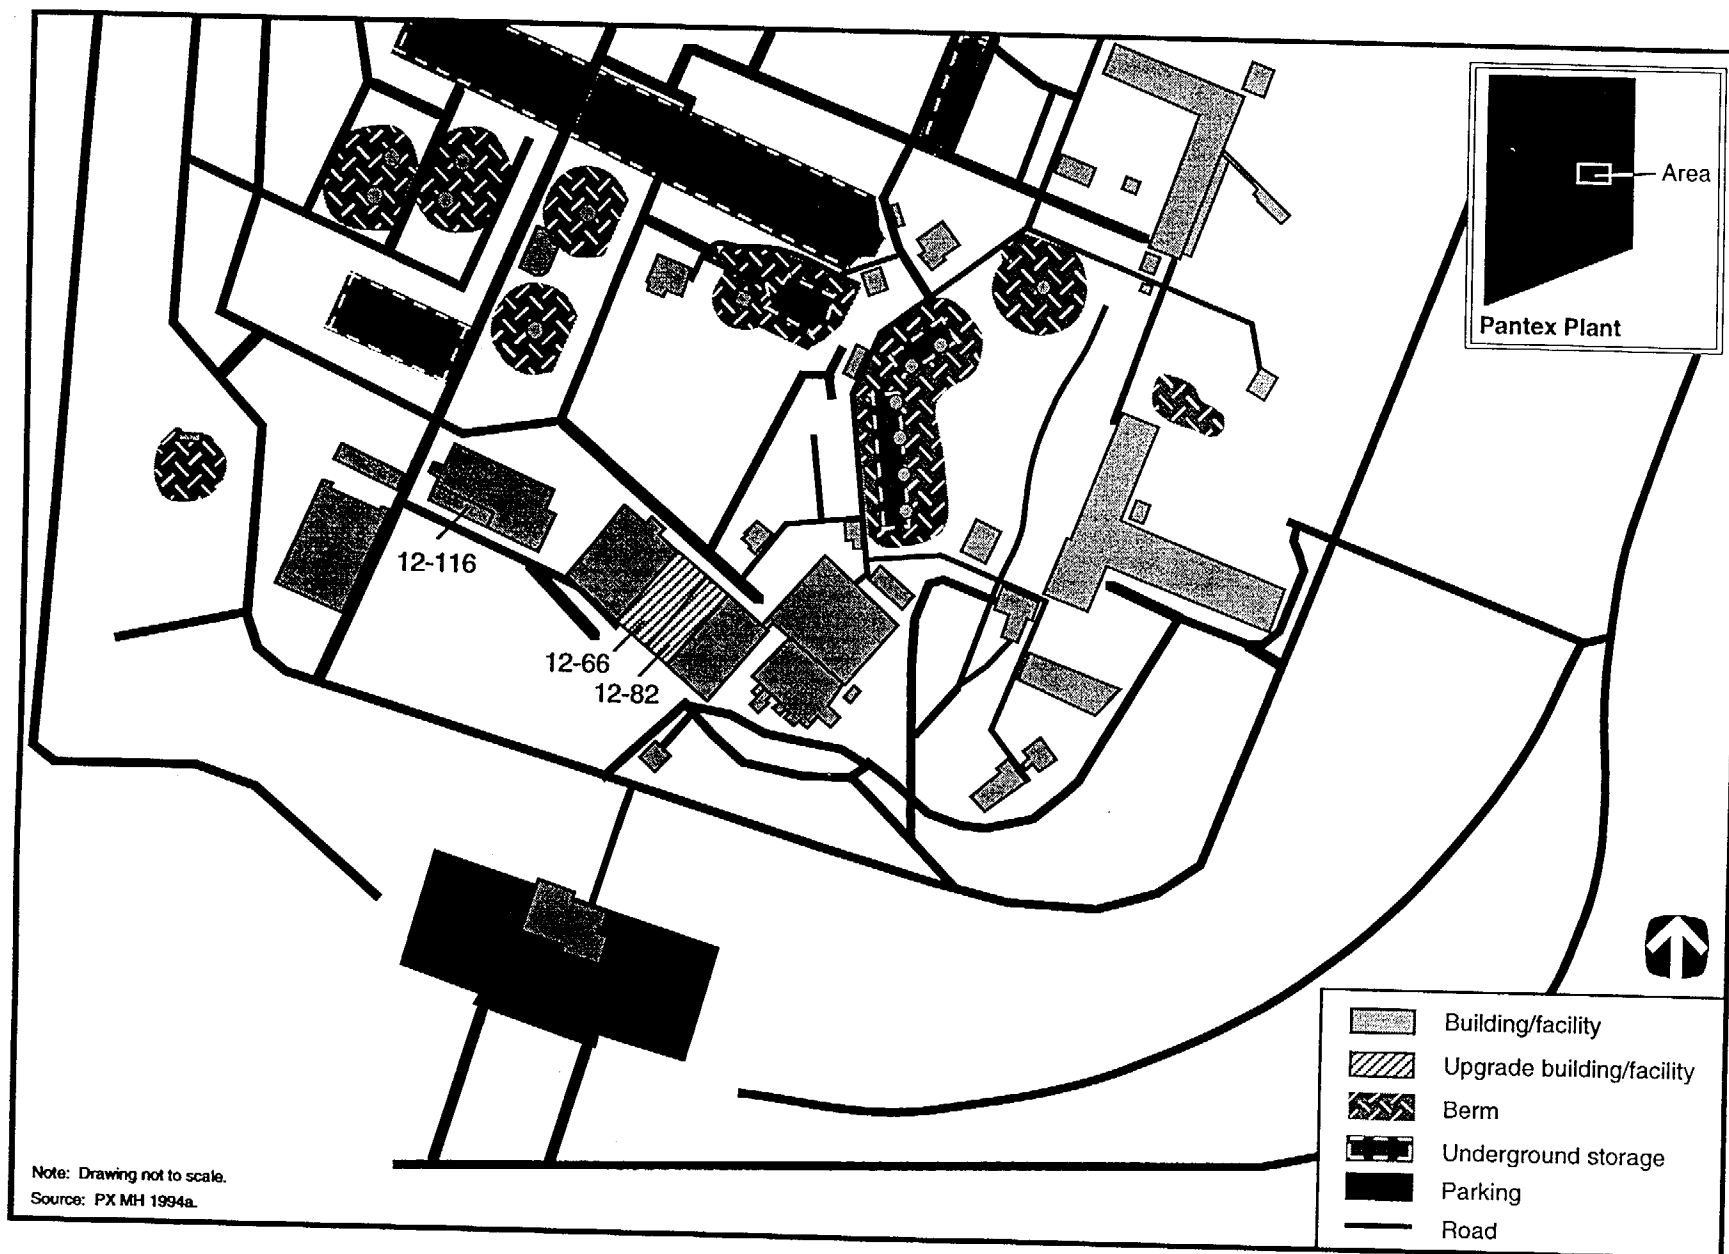 Area
Pantex Plant
12-116
12-66
12-82
Building/facility
Upgrade building/facility
Berm
Underground storage
Parking
Road
Note: Drawing not to scale.
Source: PX MH 1994a.